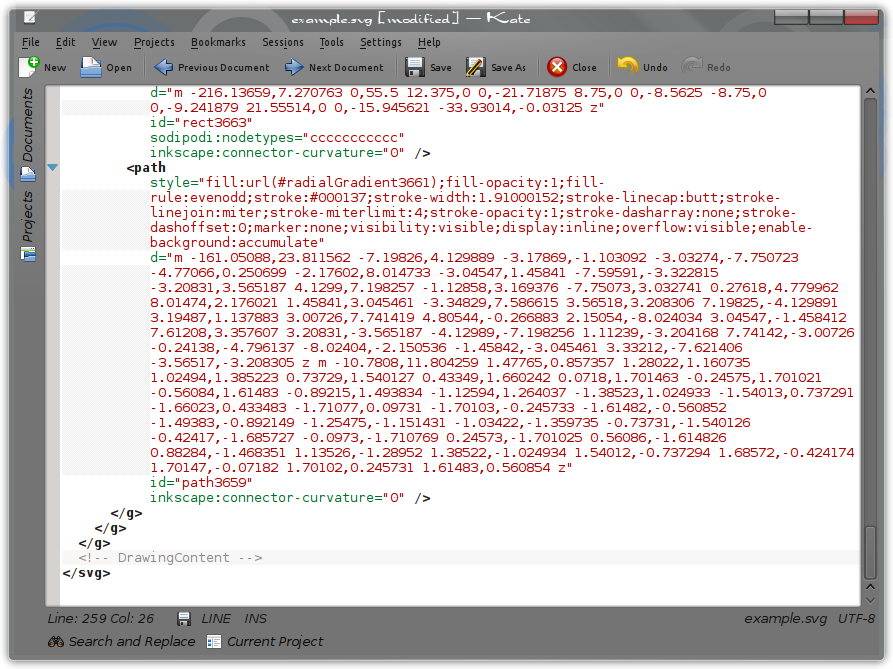 example.svg [modified] — Kate
File Edit View Projects Bookmarks Sessions Tools Settings Help
New Open Previous Document Next Document Save Save As Close Undo Redo
Documents
Projects
d="m -216.13659,7.270763 0,55.5 12.375,0 0,-21.71875 8.75,0 0,-8.5625 -8.75,0
0,-9.241879 21.55514,0 0,-15.945621 -33.93014,-0.03125 z"
id="rect3663"
sodipodi:nodetypes="ccccccccccc"
inkscape:connector-curvature="0" />
<path
style="fill:url(#radialGradient3661);fill-opacity:1;fill-
rule:evenodd;stroke:#000137;stroke-width:1.91000152;stroke-linecap:butt;stroke-
linejoin:miter;stroke-miterlimit:4;stroke-opacity:1;stroke-dasharray:none;stroke-
dashoffset:0;marker:none;visibility:visible;display:inline;overflow:visible;enable-
background:accumulate"
d="m -161.05088,23.811562 -7.19826,4.129889 -3.17869,-1.103092 -3.03274,-7.750723
-4.77066,0.250699 -2.17602,8.014733 -3.04547,1.45841 -7.59591,-3.322815
-3.20831,3.565187 4.1299,7.198257 -1.12858,3.169376 -7.75073,3.032741 0.27618,4.779962
8.01474,2.176021 1.45841,3.045461 -3.34829,7.586615 3.56518,3.208306 7.19825,-4.129891
3.19487,1.137883 3.00726,7.741419 4.80544,-0.266883 2.15054,-8.024034 3.04547,-1.458412
7.61208,3.357607 3.20831,-3.565187 -4.12989,-7.198256 1.11239,-3.204168 7.74142,-3.00726
-0.24138,-4.796137 -8.02404,-2.150536 -1.45842,-3.045461 3.33212,-7.621406
-3.56517,-3.208305 z m -10.7808,11.804259 1.47765,0.857357 1.28022,1.160735
1.02494,1.385223 0.73729,1.540127 0.43349,1.660242 0.0718,1.701463 -0.24575,1.701021
-0.56084,1.61483 -0.89215,1.493834 -1.12594,1.264037 -1.38523,1.024933 -1.54013,0.737291
-1.66023,0.433483 -1.71077,0.09731 -1.70103,-0.245733 -1.61482,-0.560852
-1.49383,-0.892149 -1.25475,-1.151431 -1.03422,-1.359735 -0.73731,-1.540126
-0.42417,-1.685727 -0.0973,-1.710769 0.24573,-1.701025 0.56086,-1.614826
0.88284,-1.468351 1.13526,-1.28952 1.38522,-1.024934 1.54012,-0.737294 1.68572,-0.424174
1.70147,-0.07182 1.70102,0.245731 1.61483,0.560854 z"
id="path3659"
inkscape:connector-curvature="0" />
</g>
</g>
</g>
<!-- DrawingContent -->
</svg>
Line: 259 Col: 26 LINE INS example.svg UTF-8
Search and Replace Current Project